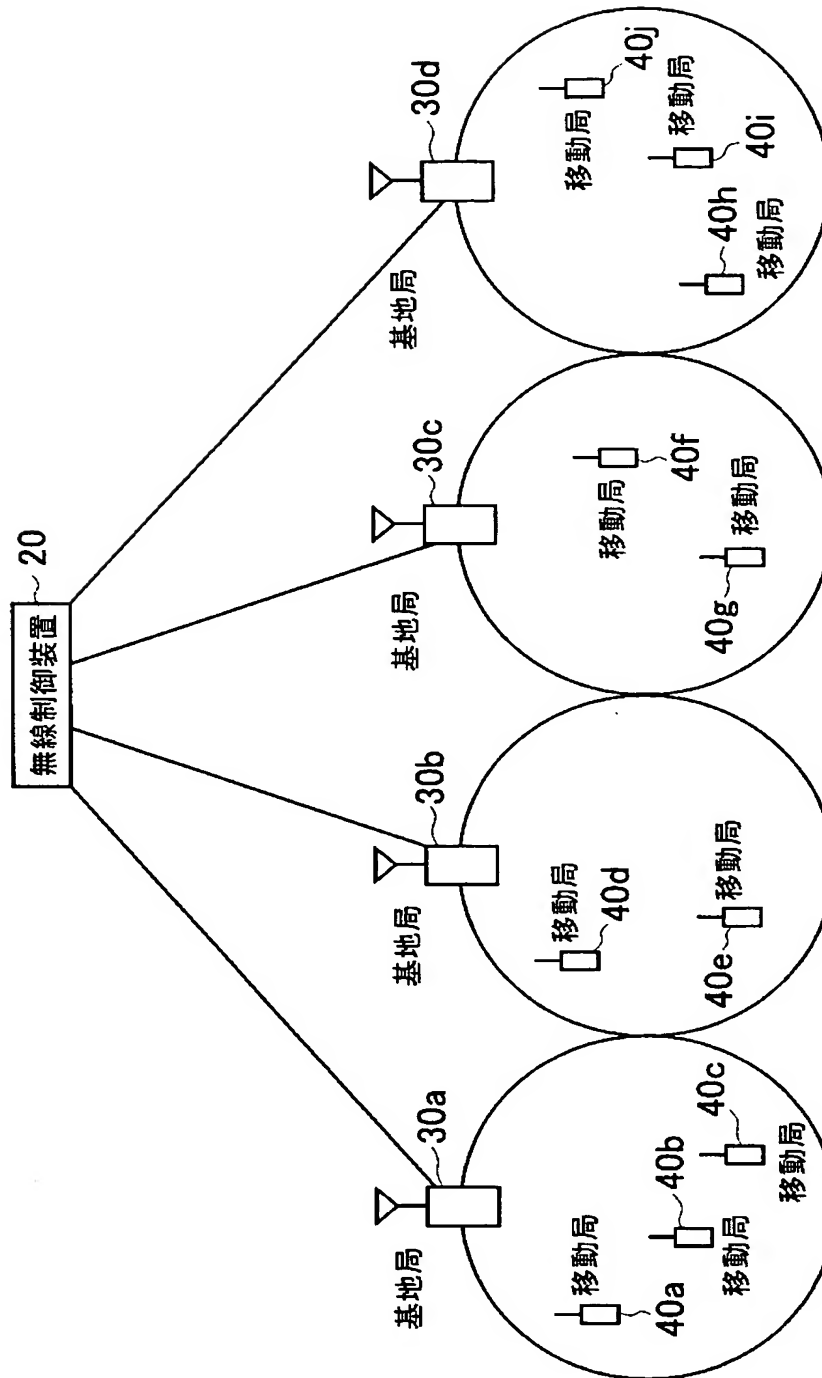 無線制御装置
20
基地局
30a
基地局
30b
基地局
30c
基地局
30d
移動局
40a
移動局
40b
移動局
40c
移動局
40d
移動局
40e
移動局
40f
移動局
40g
移動局
40h
移動局
40i
移動局
40j